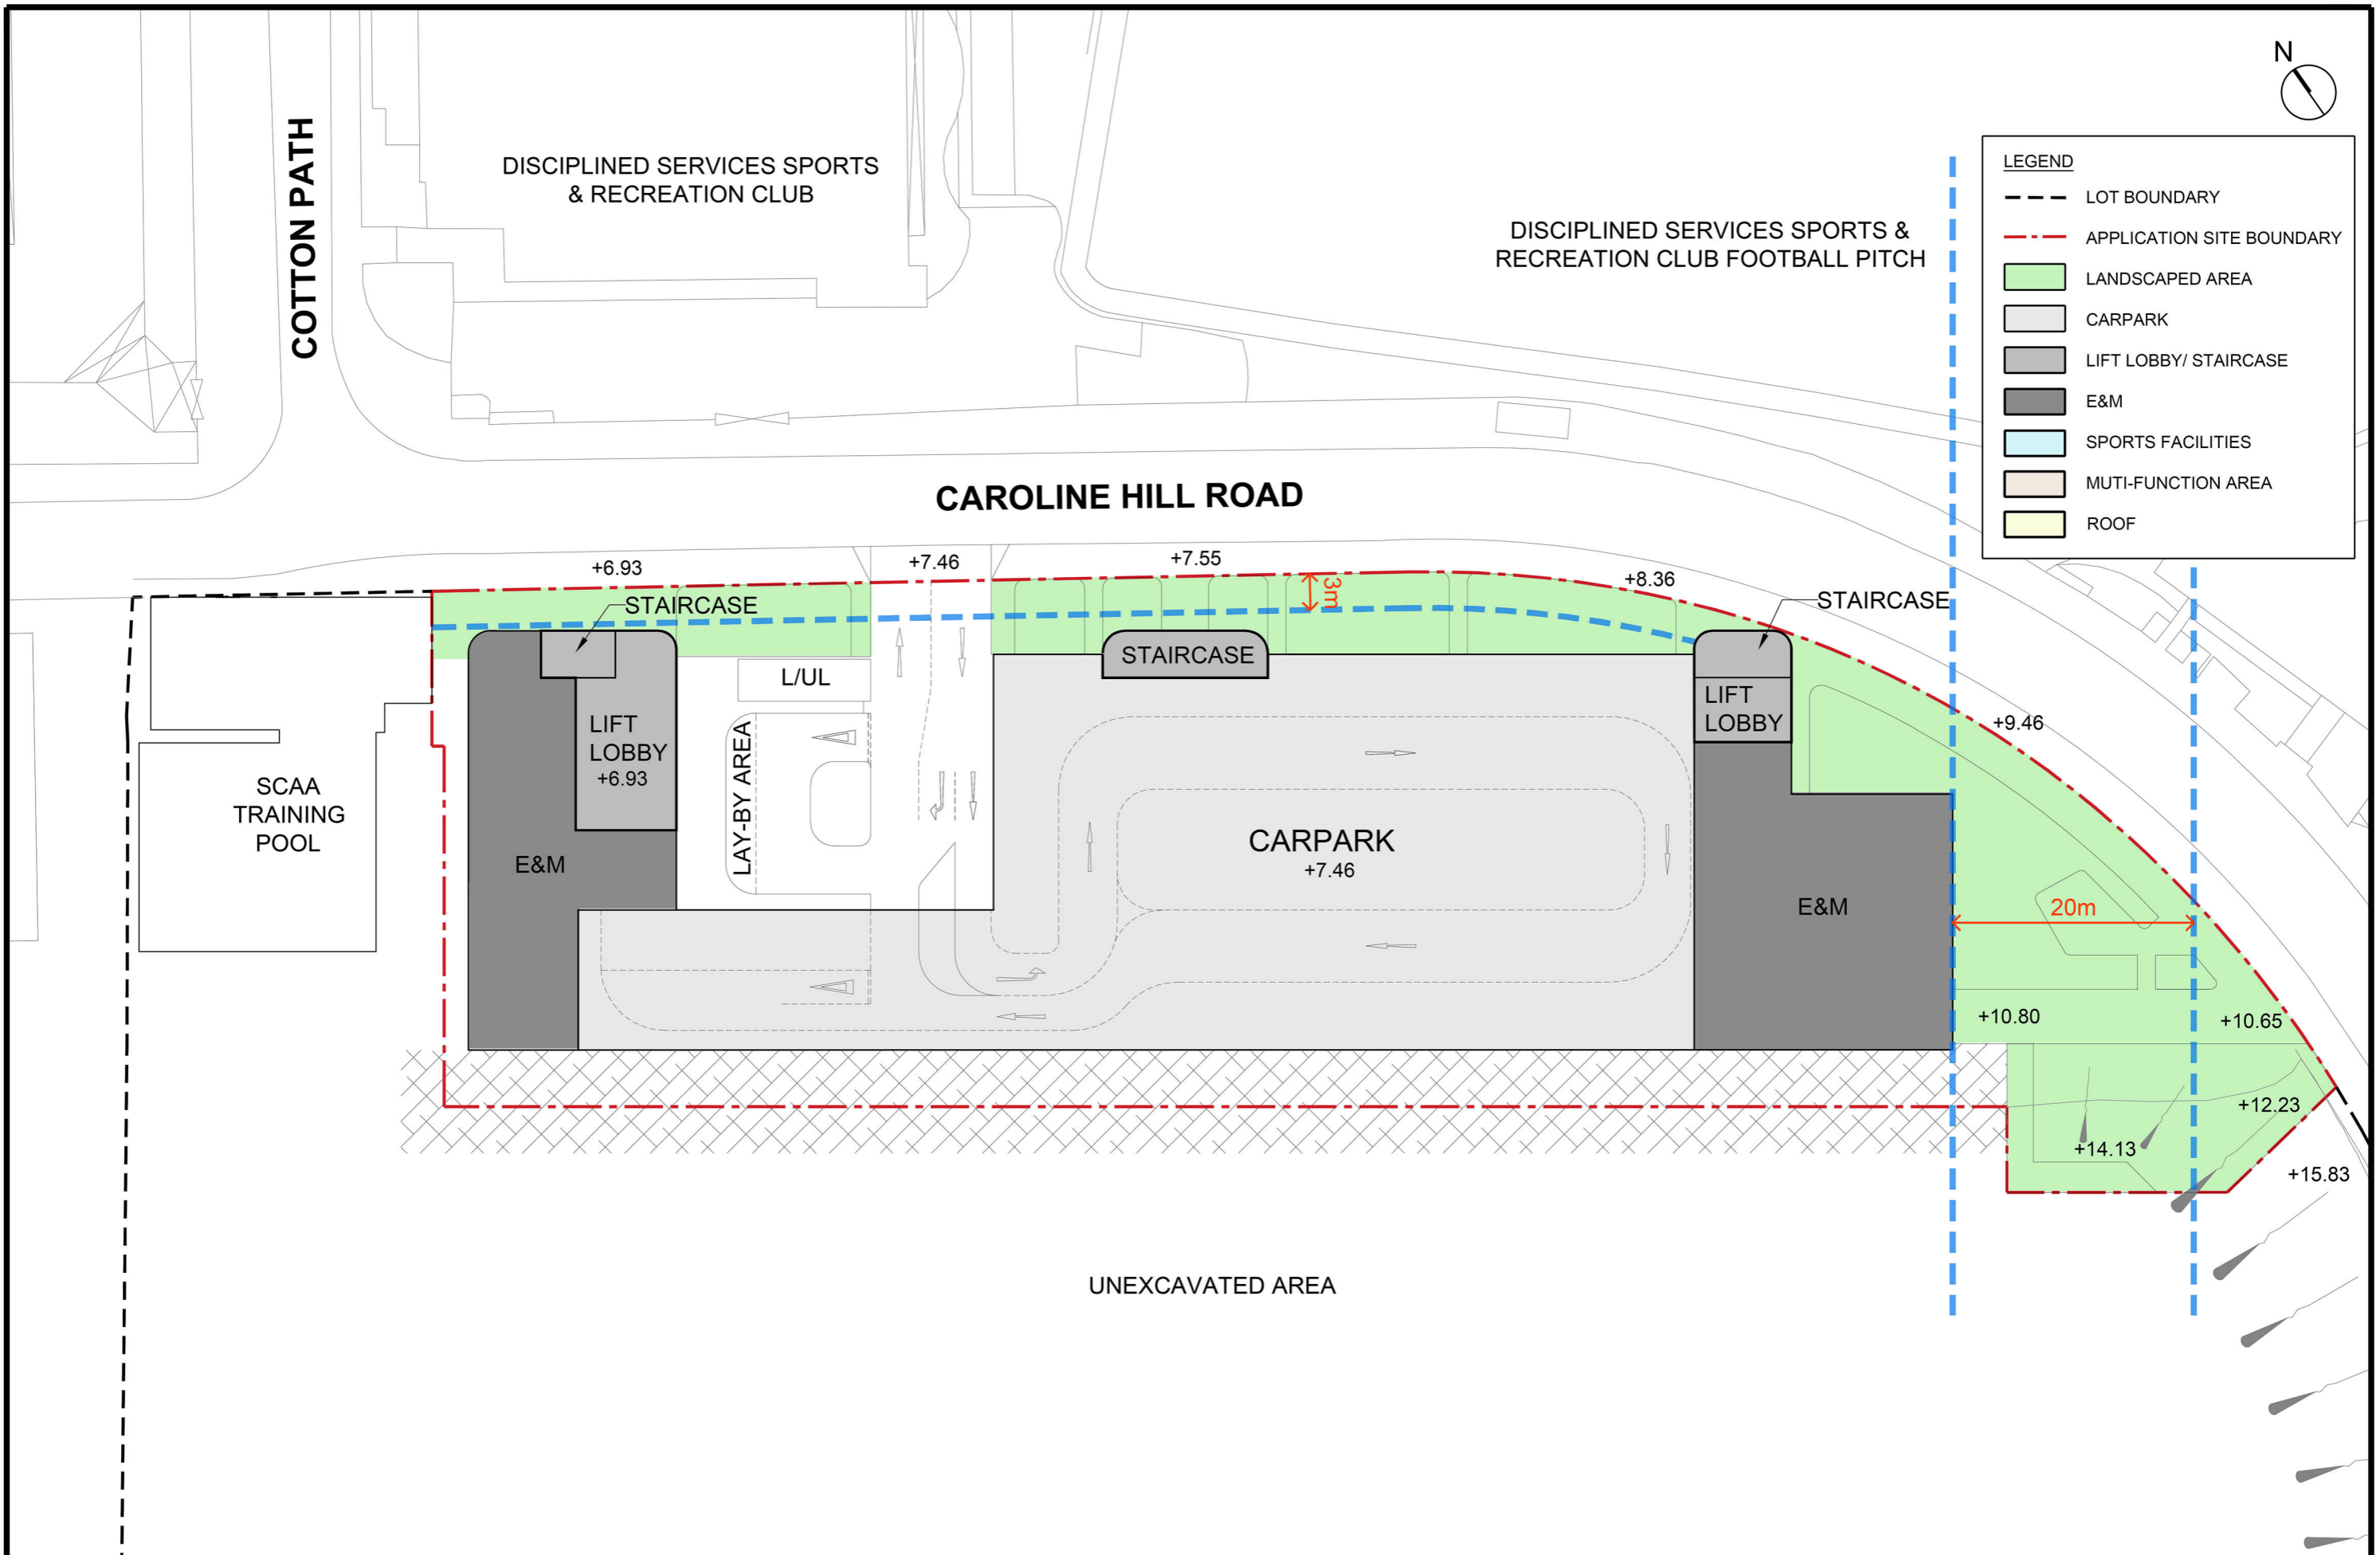 N
LEGEND
LOT BOUNDARY
APPLICATION SITE BOUNDARY
LANDSCAPED AREA
CARPARK
LIFT LOBBY/ STAIRCASE
E&M
SPORTS FACILITIES
MUTI-FUNCTION AREA
ROOF
COTTON PATH
DISCIPLINED SERVICES SPORTS
& RECREATION CLUB
DISCIPLINED SERVICES SPORTS &
RECREATION CLUB FOOTBALL PITCH
CAROLINE HILL ROAD
+6.93
+7.46
+7.55
+8.36
3m
STAIRCASE
STAIRCASE
STAIRCASE
L/UL
LIFT
LOBBY
+6.93
LAY-BY AREA
LIFT
LOBBY
+9.46
SCAA
TRAINING
POOL
E&M
CARPARK
+7.46
E&M
20m
+10.80
+10.65
+12.23
+14.13
+15.83
UNEXCAVATED AREA